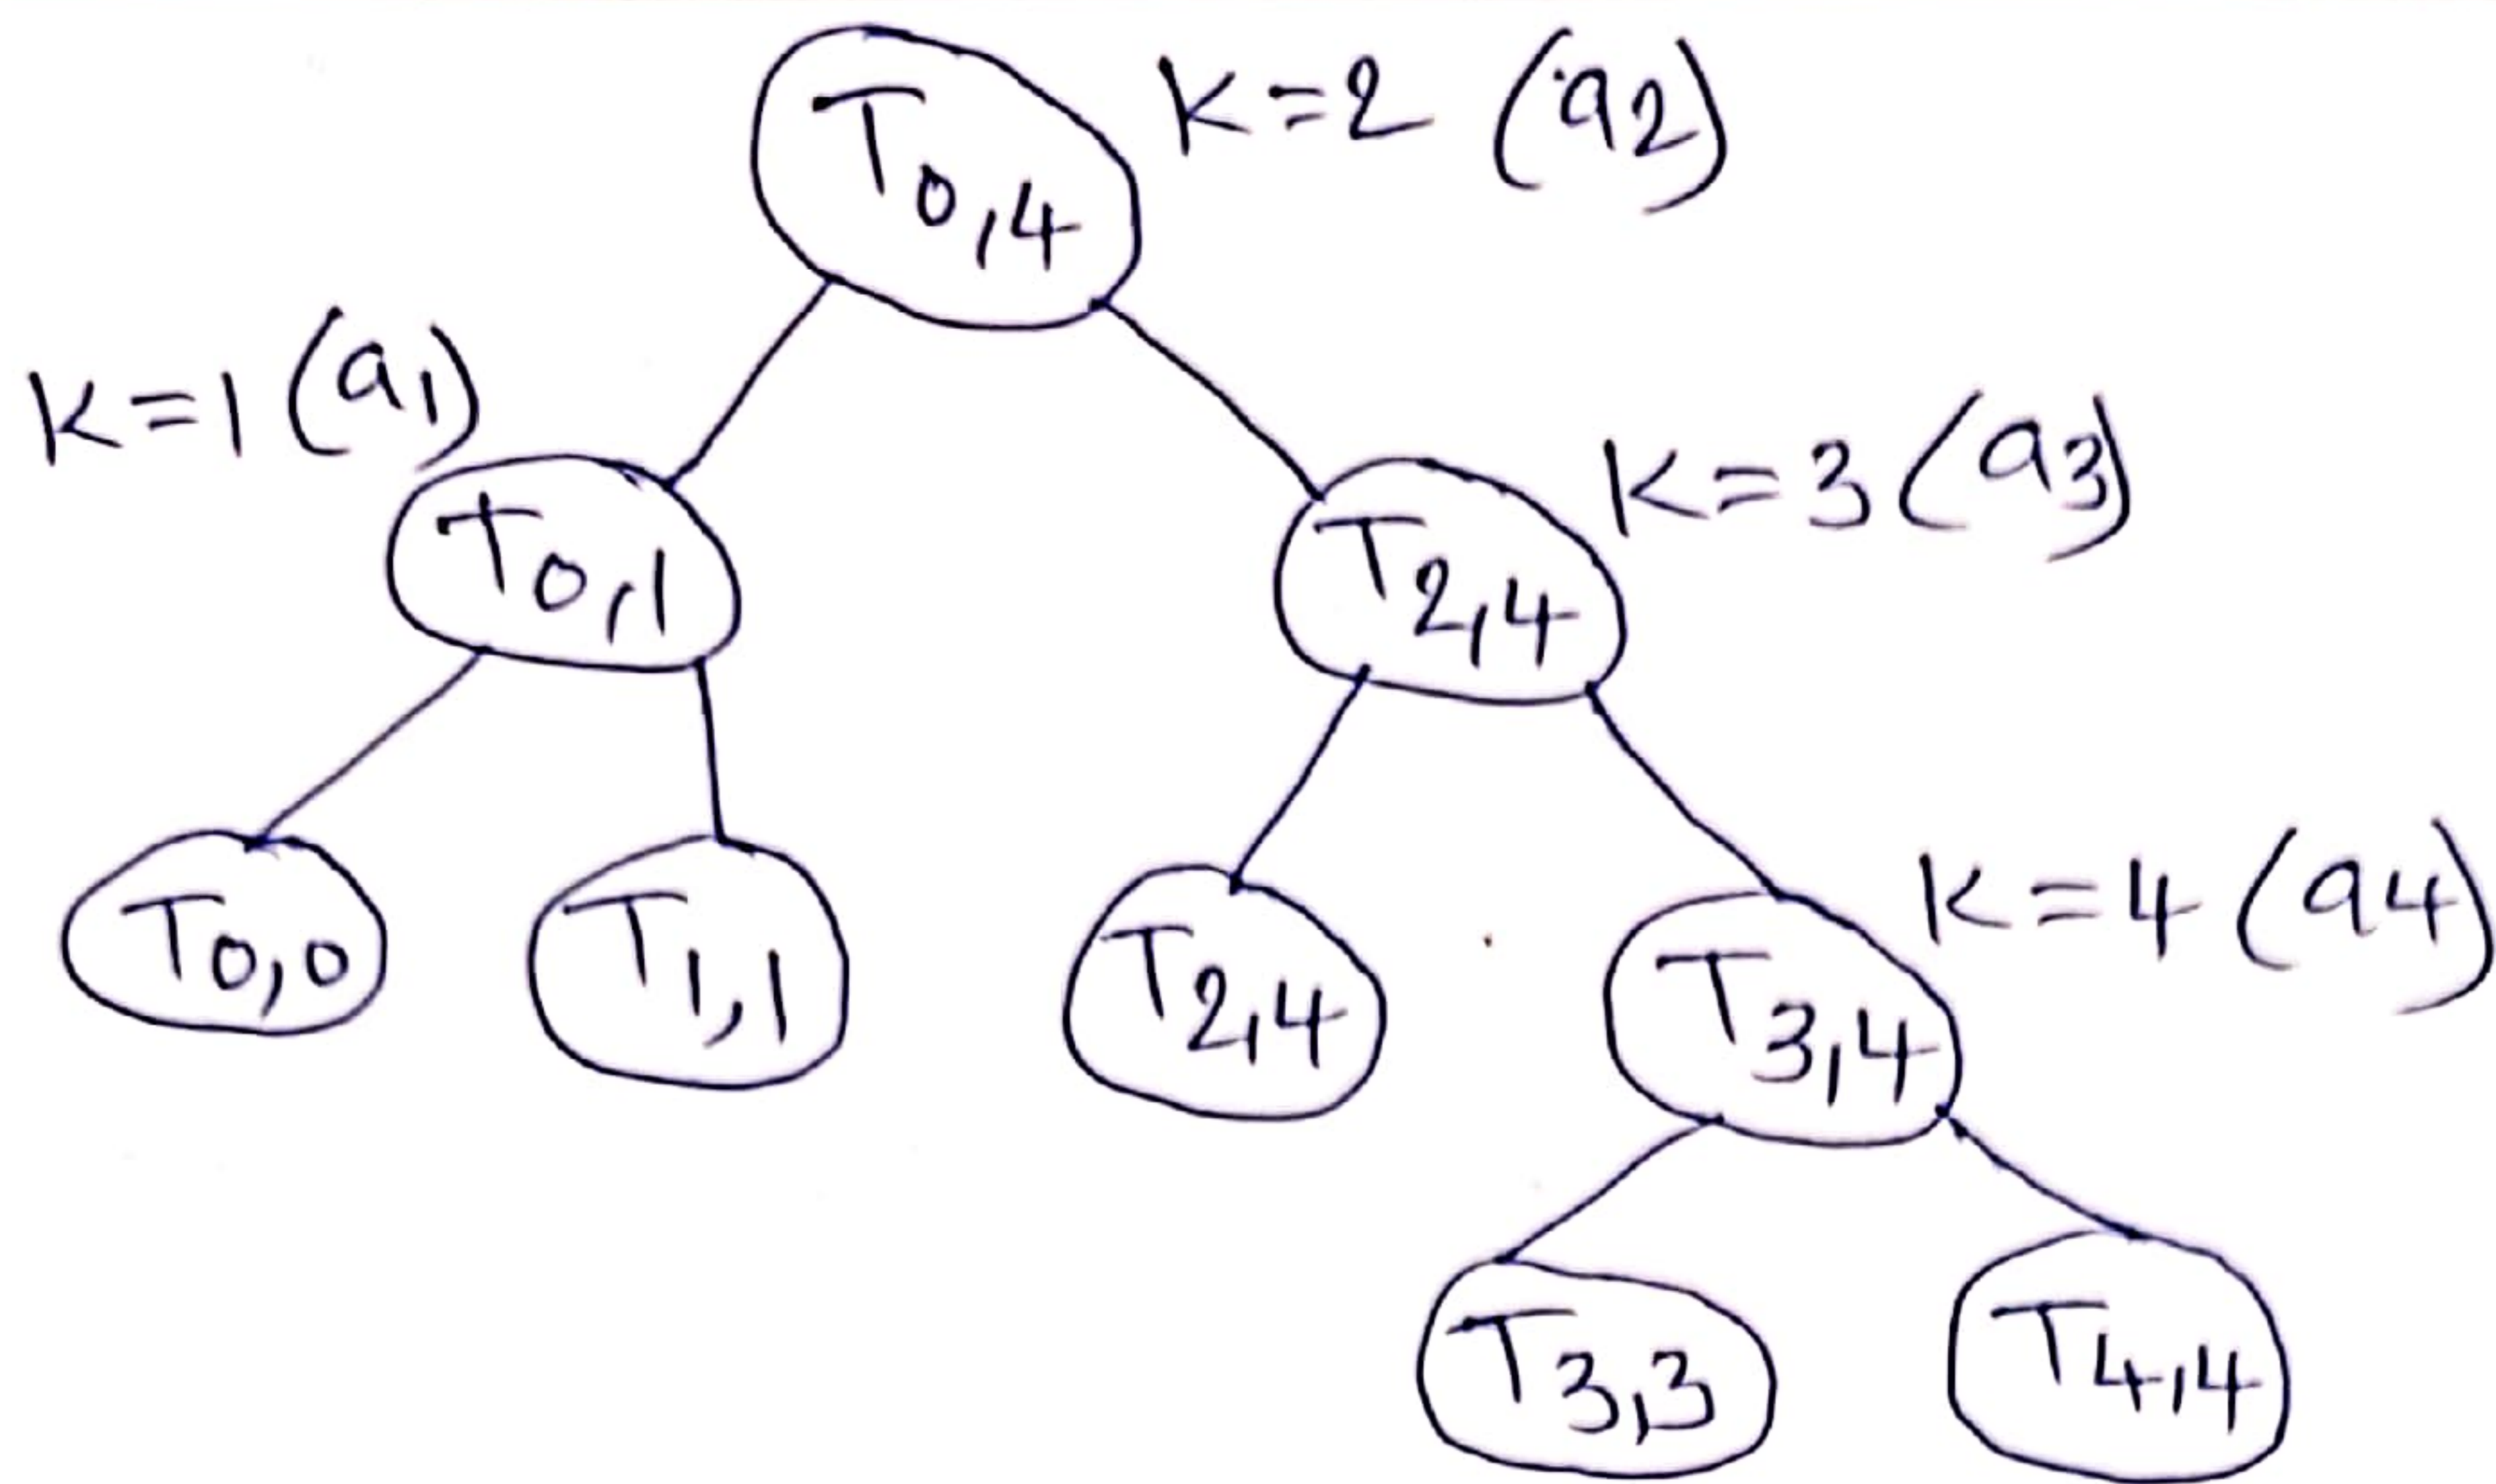 T0,4 K=2 (a2)
K=1 (a1)
T0,1 T2,4 K=3 (a3)
T0,0 T1,1 T2,4 T3,4 K=4 (a4)
T3,3 T4,4